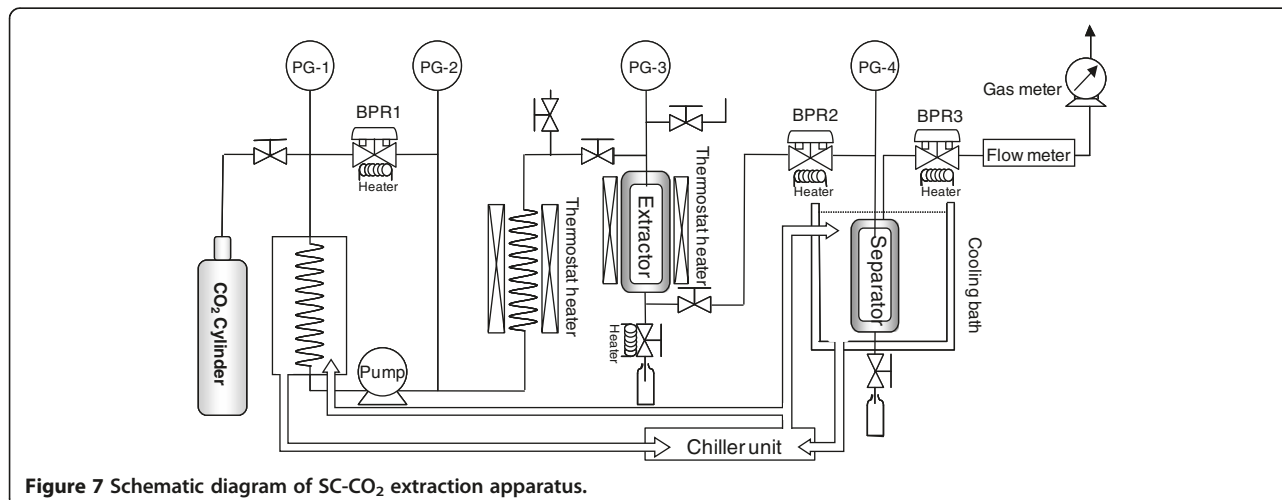 PG-1
PG-2
PG-3
PG-4
Gas meter
BPR1
BPR2
BPR3
Heater
Heater
Heater
Flow meter
Thermostat heater
Extractor
Thermostat heater
Separator
Cooling bath
CO₂ Cylinder
Heater
Pump
Chiller unit
Figure 7 Schematic diagram of SC-CO₂ extraction apparatus.